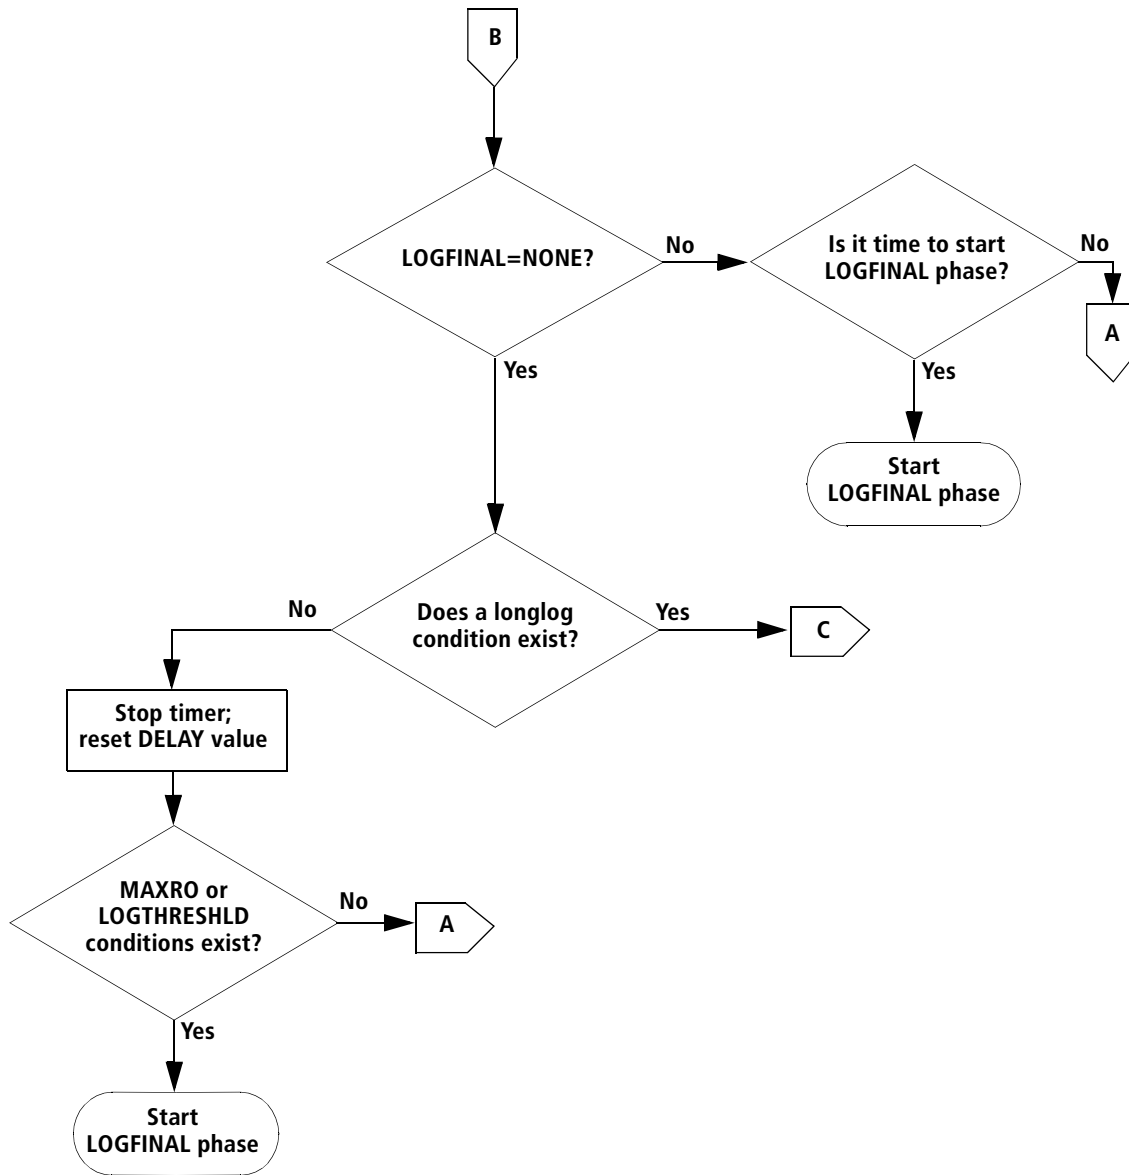 B
LOGFINAL=NONE?
No
Is it time to start
LOGFINAL phase?
No
A
Yes
Yes
Start
LOGFINAL phase
No
Does a longlog
condition exist?
Yes
C
Stop timer;
reset DELAY value
MAXRO or
LOGTHRESHLD
conditions exist?
No
A
Yes
Start
LOGFINAL phase